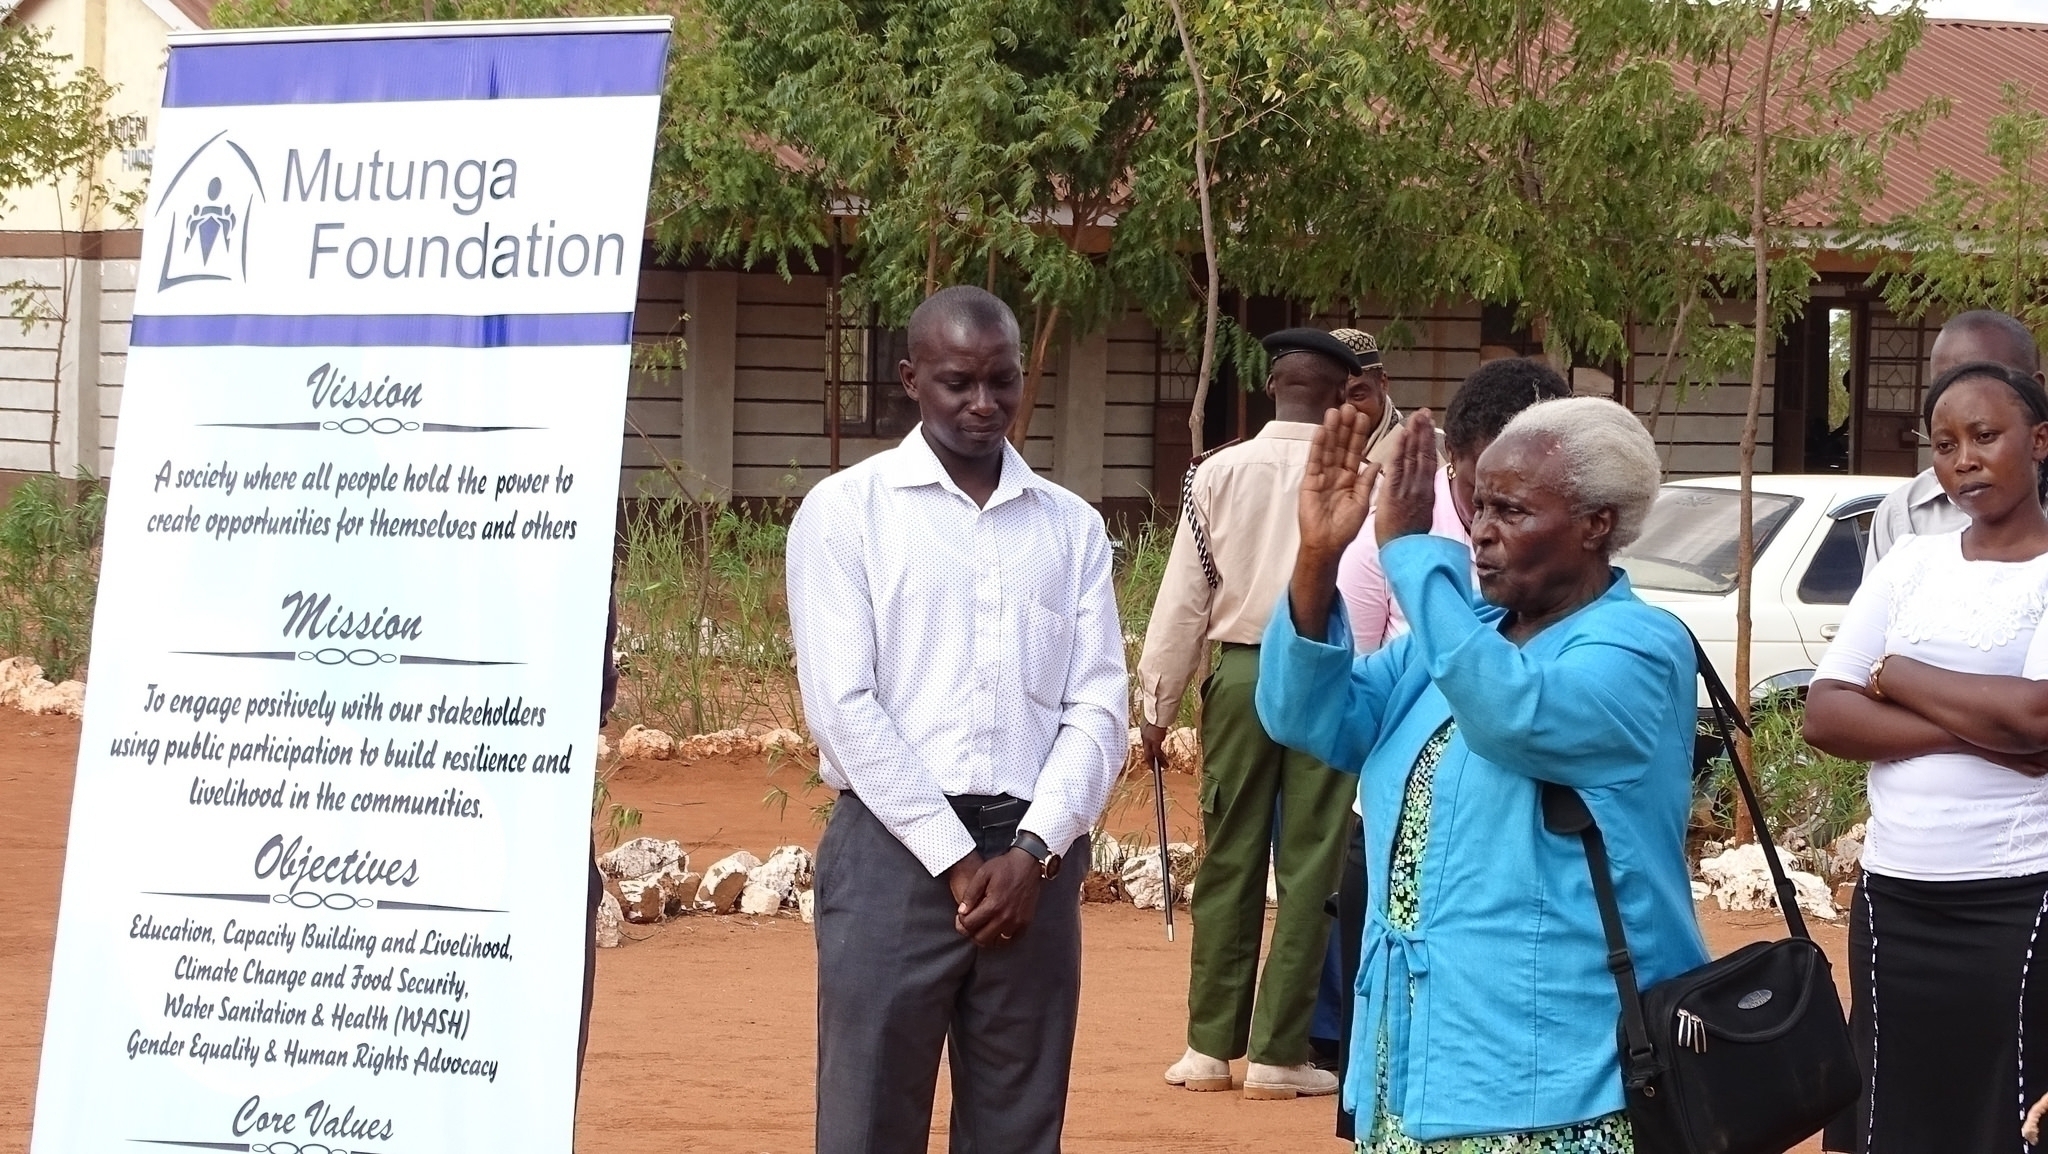 Mutunga
Foundation
Vission
A society where all people hold the power to
create opportunities for themselves and others
Mission
To engage positively with our stakeholders
using public participation to build resilience and
livelihood in the communities.
Objectives
Education, Capacity Building and Livelihood,
Climate Change and Food Security,
Water Sanitation & Health (WASH)
Gender Equality & Human Rights Advocacy
Core Values